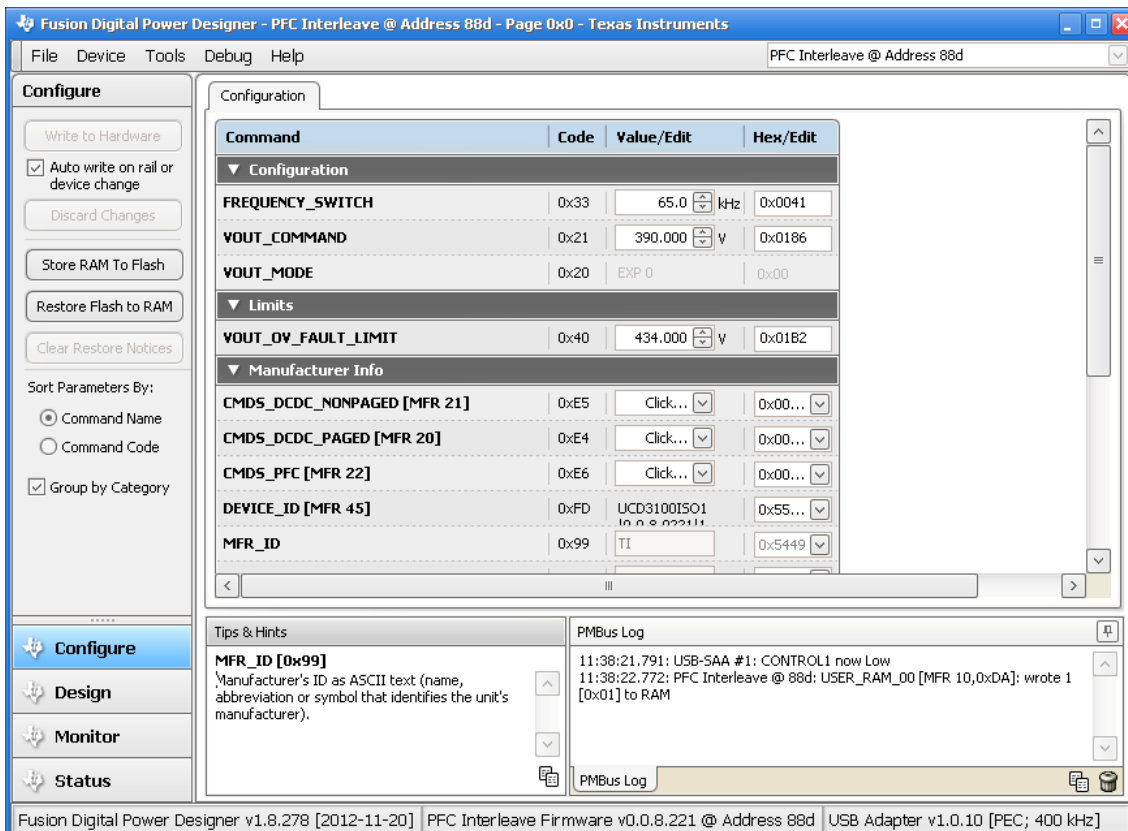 Fusion Digital Power Designer - PFC Interleave @ Address 88d - Page 0x0 - Texas Instruments
File Device Tools Debug Help
PFC Interleave @ Address 88d
Configure
Write to Hardware
Auto write on rail or
device change
Discard Changes
Store RAM To Flash
Restore Flash to RAM
Clear Restore Notices
Sort Parameters By:
Command Name
Command Code
Group by Category
Configuration
Command Code Value/Edit Hex/Edit
Configuration
FREQUENCY_SWITCH 0x33 65.0 kHz 0x0041
VOUT_COMMAND 0x21 390.000 V 0x0186
VOUT_MODE 0x20 EXP 0 0x00
Limits
VOUT_OV_FAULT_LIMIT 0x40 434.000 V 0x01B2
Manufacturer Info
CMDS_DCDC_NONPAGED [MFR 21] 0xE5 Click... 0x00...
CMDS_DCDC_PAGED [MFR 20] 0xE4 Click... 0x00...
CMDS_PFC [MFR 22] 0xE6 Click... 0x00...
DEVICE_ID [MFR 45] 0xFD UCD3100ISO1 0x55...
MFR_ID 0x99 TI 0x5449
Configure
Design
Monitor
Status
Tips & Hints
MFR_ID [0x99]
Manufacturer's ID as ASCII text (name,
abbreviation or symbol that identifies the unit's
manufacturer).
PMBus Log
11:38:21.791: USB-SAA #1: CONTROL1 now Low
11:38:22.772: PFC Interleave @ 88d: USER_RAM_00 [MFR 10,0xDA]: wrote 1
[0x01] to RAM
PMBus Log
Fusion Digital Power Designer v1.8.278 [2012-11-20] PFC Interleave Firmware v0.0.8.221 @ Address 88d USB Adapter v1.0.10 [PEC; 400 kHz]